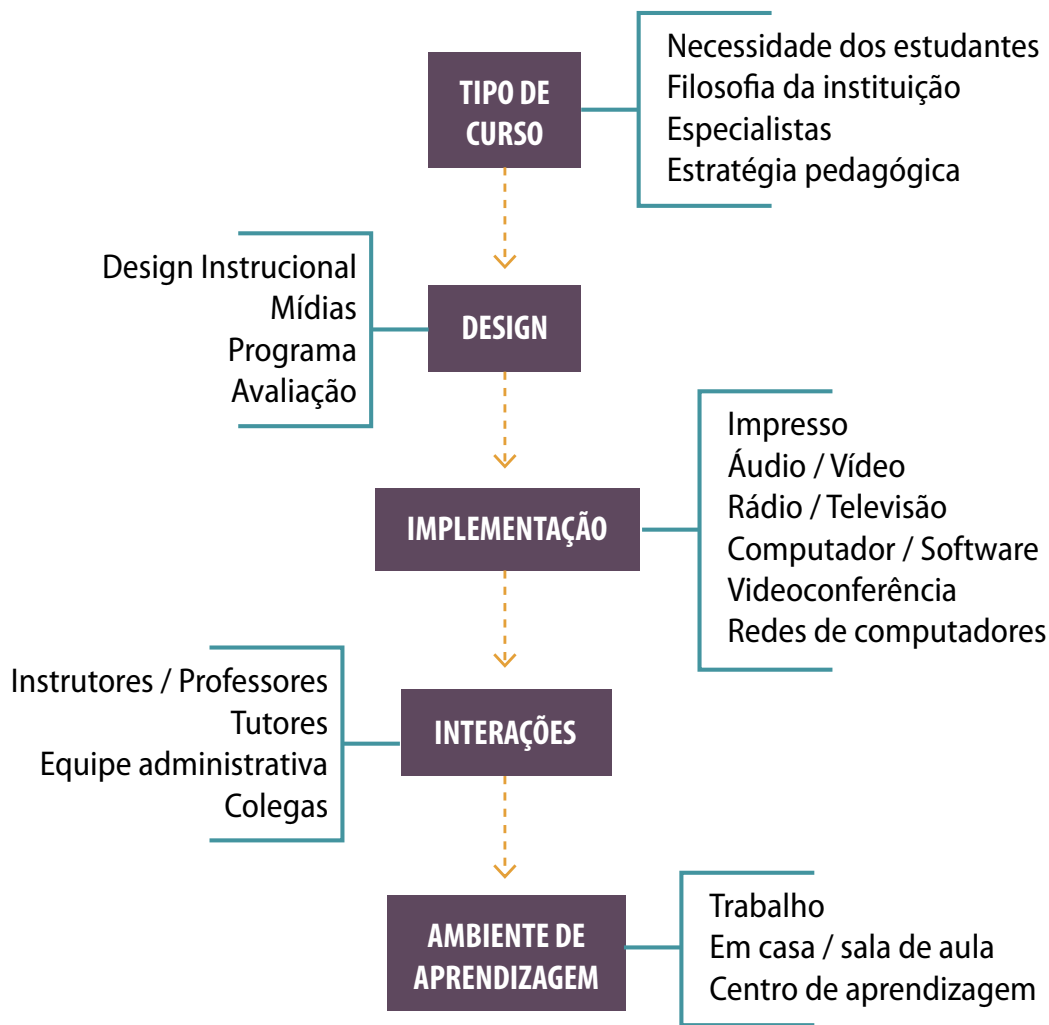 TIPO DE
CURSO
Necessidade dos estudantes
Filosofia da instituição
Especialistas
Estratégia pedagógica
Design Instrucional
Mídias
Programa
Avaliação
DESIGN
IMPLEMENTAÇÃO
Impresso
Áudio / Vídeo
Rádio / Televisão
Computador / Software
Videoconferência
Redes de computadores
Instrutores / Professores
Tutores
Equipe administrativa
Colegas
INTERAÇÕES
AMBIENTE DE
APRENDIZAGEM
Trabalho
Em casa / sala de aula
Centro de aprendizagem